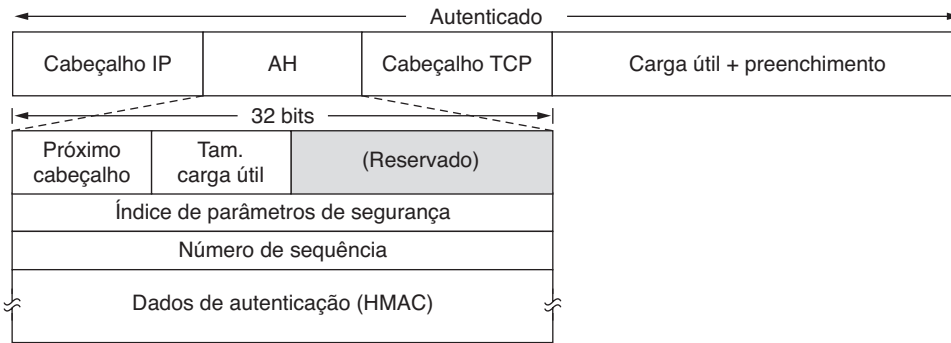 Autenticado
Cabeçalho IP
AH
Cabeçalho TCP
Carga útil + preenchimento
32 bits
Próximo
cabeçalho
Tam.
carga útil
(Reservado)
Índice de parâmetros de segurança
Número de sequência
Dados de autenticação (HMAC)